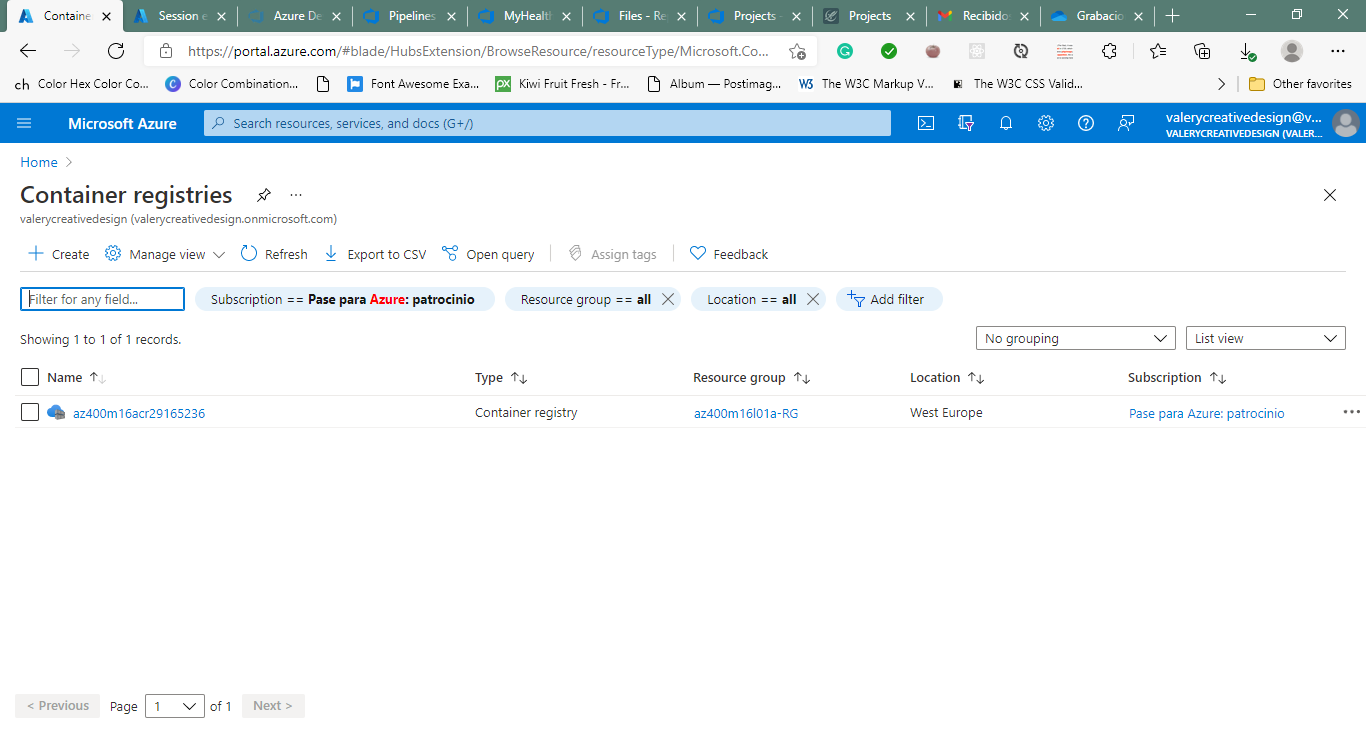 Containe Session e Azure De Pipelines MyHealt Files - Re Projects - Projects Recibidos Grabacio
https://portal.azure.com/#blade/HubsExtension/BrowseResource/resourceType/Microsoft.Co...
ch Color Hex Color Co... C Color Combination... Font Awesome Exa... px Kiwi Fruit Fresh - Fr... Album — Postimag... W3 The W3C Markup V... The W3C CSS Valid... Other favorites
Microsoft Azure Search resources, services, and docs (G+/) valerycreativedesign@v...
VALERYCREATIVEDESIGN (VALER...
Home
Container registries ...
valerycreativedesign (valerycreativedesign.onmicrosoft.com)
Create Manage view Refresh Export to CSV Open query Assign tags Feedback
Filter for any field... Subscription == Pase para Azure: patrocinio Resource group == all Location == all Add filter
Showing 1 to 1 of 1 records. No grouping List view
Name Type Resource group Location Subscription
az400m16acr29165236 Container registry az400m16l01a-RG West Europe Pase para Azure: patrocinio ...
< Previous Page 1 of 1 Next >